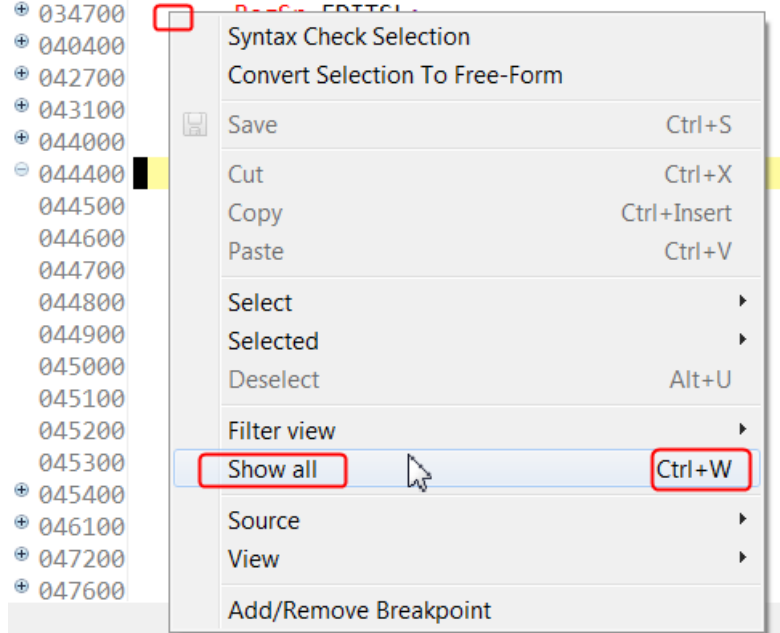 034700 BegSr EDITSL;
040400
Syntax Check Selection
042700
Convert Selection To Free-Form
043100
Save Ctrl+S
044000
044400
Cut Ctrl+X
044500
Copy Ctrl+Insert
044600
Paste Ctrl+V
044700
044800
Select
044900
Selected
045000
Deselect Alt+U
045100
045200
Filter view
045300
Show all Ctrl+W
045400
046100
Source
047200
View
047600
Add/Remove Breakpoint